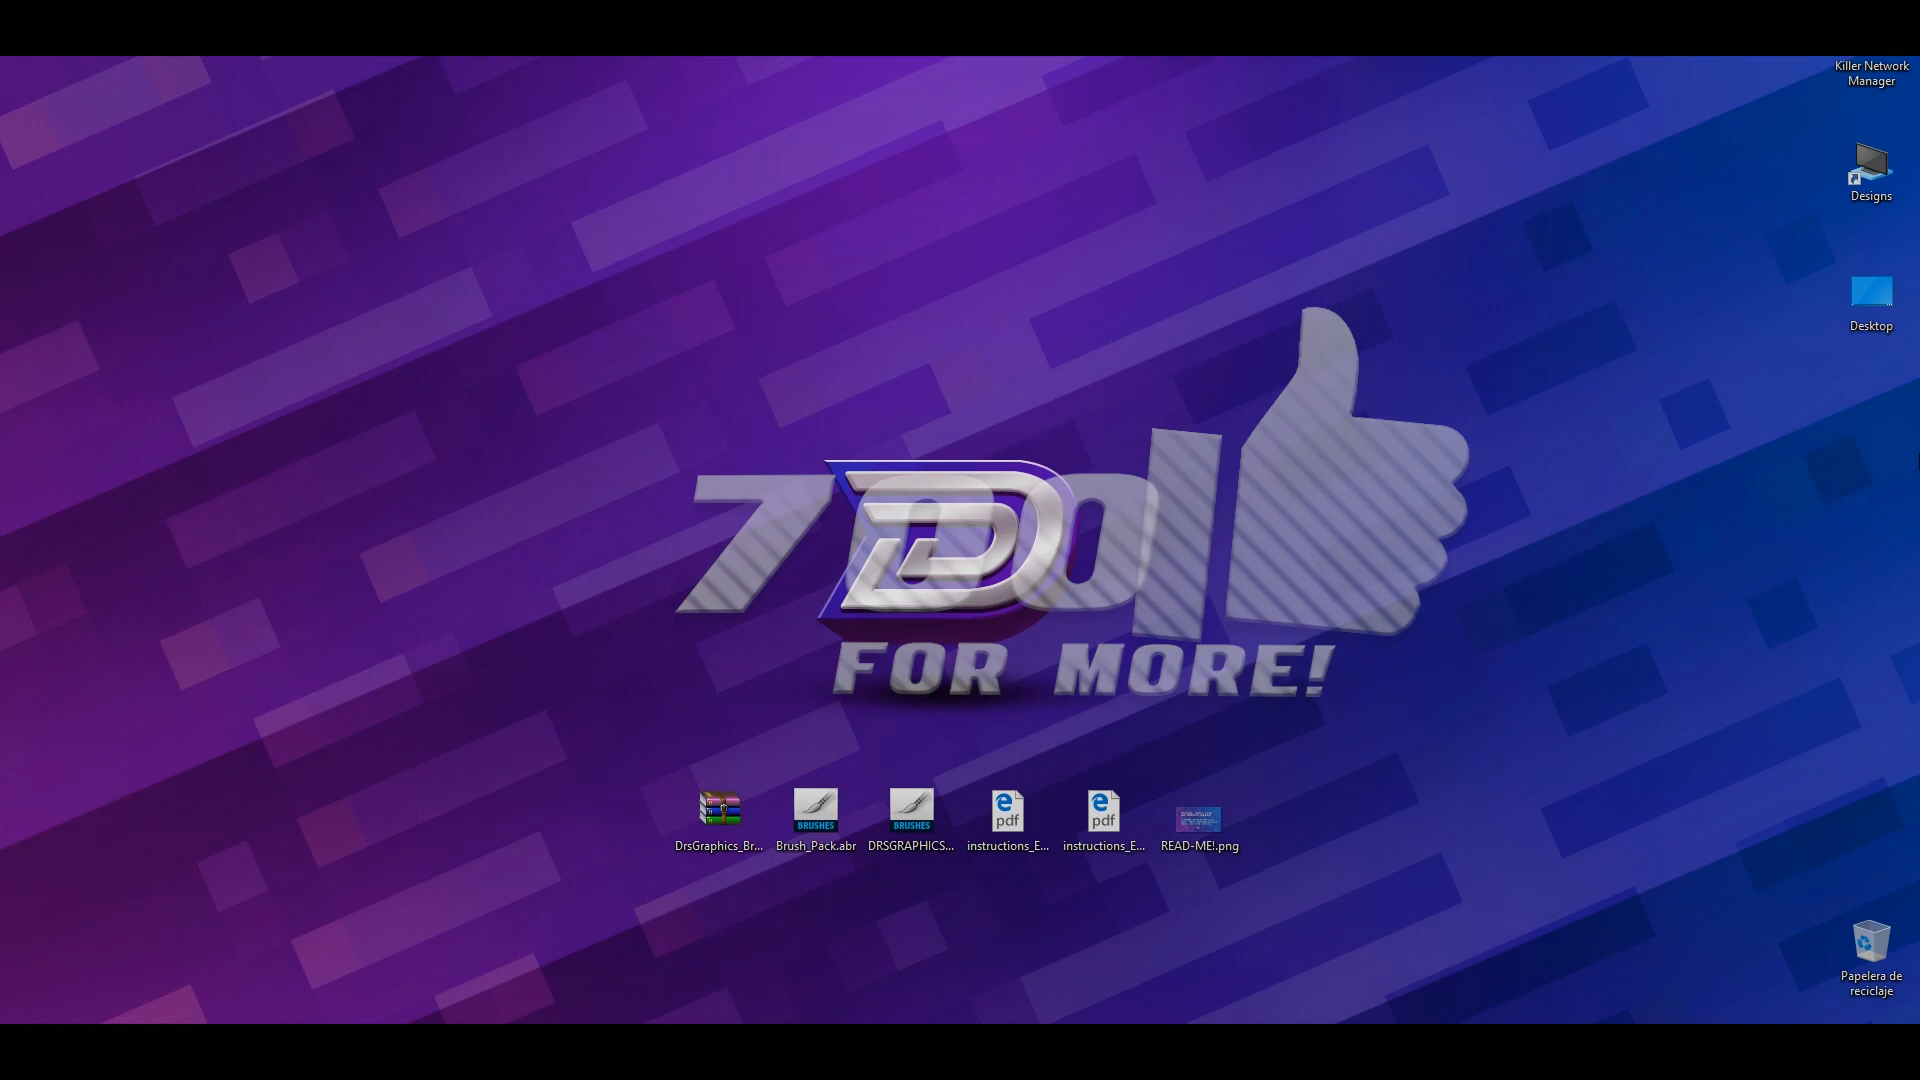 Killer Network
Manager
Designs
Desktop
700
FOR MORE!
DrsGraphics_Br...
Brush_Pack.abr
DRSGRAPHICS...
instructions_E...
instructions_E...
READ-ME!.png
BRUSHES
BRUSHES
pdf
pdf
Papelera de
reciclaje